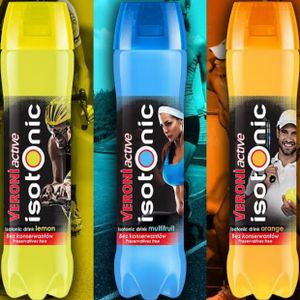 VERONI active
isotonic
Isotonic drink lemon
Bez konserwantów
Preservatives free
VERONI active
isotonic
Isotonic drink multifruit
Bez konserwantów
Preservatives free
VERONI active
isotonic
Isotonic drink orange
Bez konserwantów
Preservatives free